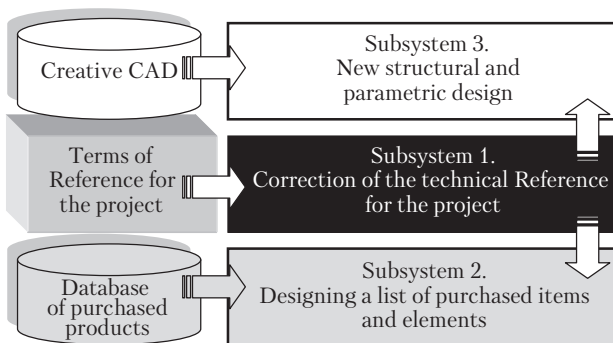 Creative CAD
Subsystem 3.
New structural and
parametric design
Terms of
Reference for
the project
Subsystem 1.
Correction of the technical Reference
for the project
Database
of purchased
products
Subsystem 2.
Designing a list of purchased items
and elements